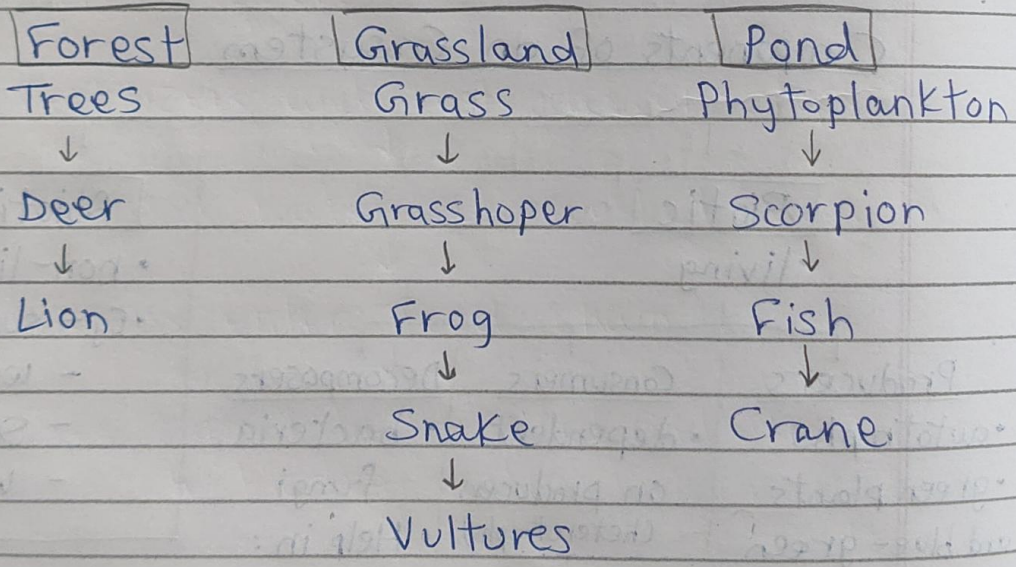 Forest Grassland Pond
Trees Grass Phytoplankton
↓ ↓ ↓
Deer Grasshoper Scorpion
↓ ↓ ↓
Lion. Frog Fish
↓ ↓
Snake Crane.
↓
Vultures